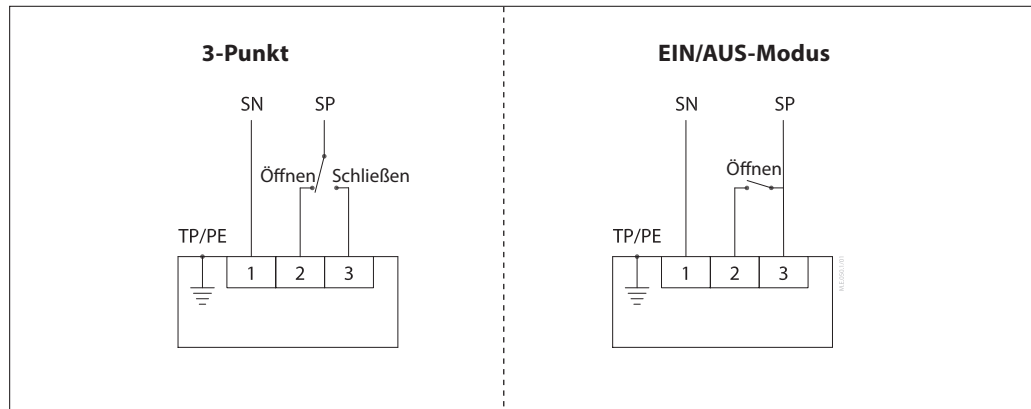 3-Punkt
SN SP
Öffnen Schließen
TP/PE
1 2 3
EIN/AUS-Modus
SN SP
Öffnen
TP/PE
1 2 3